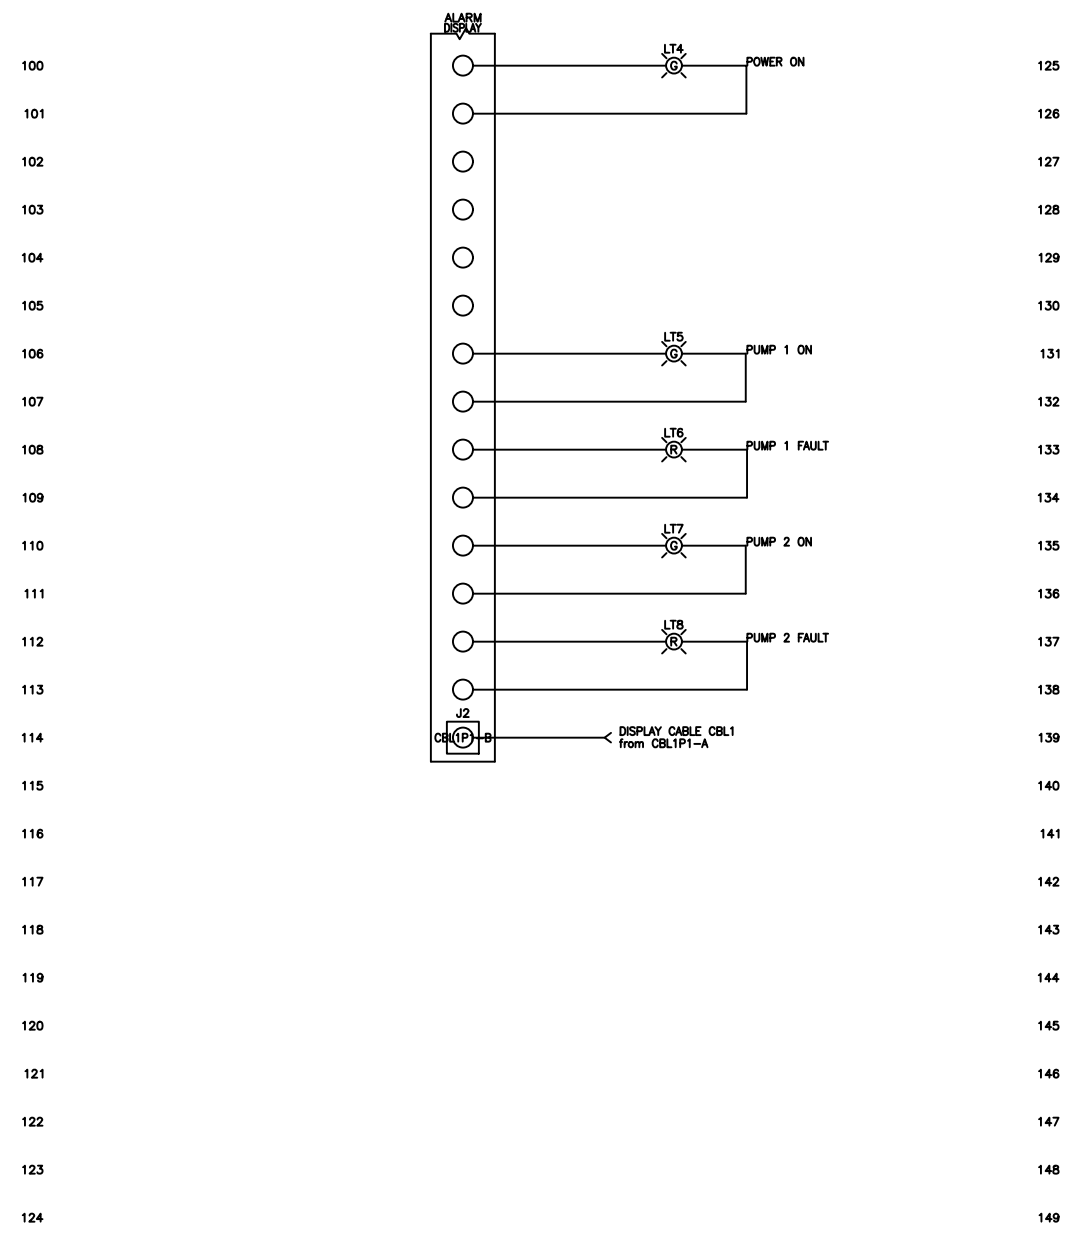 ALARM
DISPLAY
LT4
100 G POWER ON 125
101 126
102 127
103 128
104 129
105 130
LT5
106 G PUMP 1 ON 131
107 132
LT6
108 R PUMP 1 FAULT 133
109 134
LT7
110 G PUMP 2 ON 135
111 136
LT8
112 R PUMP 2 FAULT 137
113 138
J2
114 CBL1P1-B DISPLAY CABLE CBL1 139
from CBL1P1-A
115 140
116 141
117 142
118 143
119 144
120 145
121 146
122 147
123 148
124 149